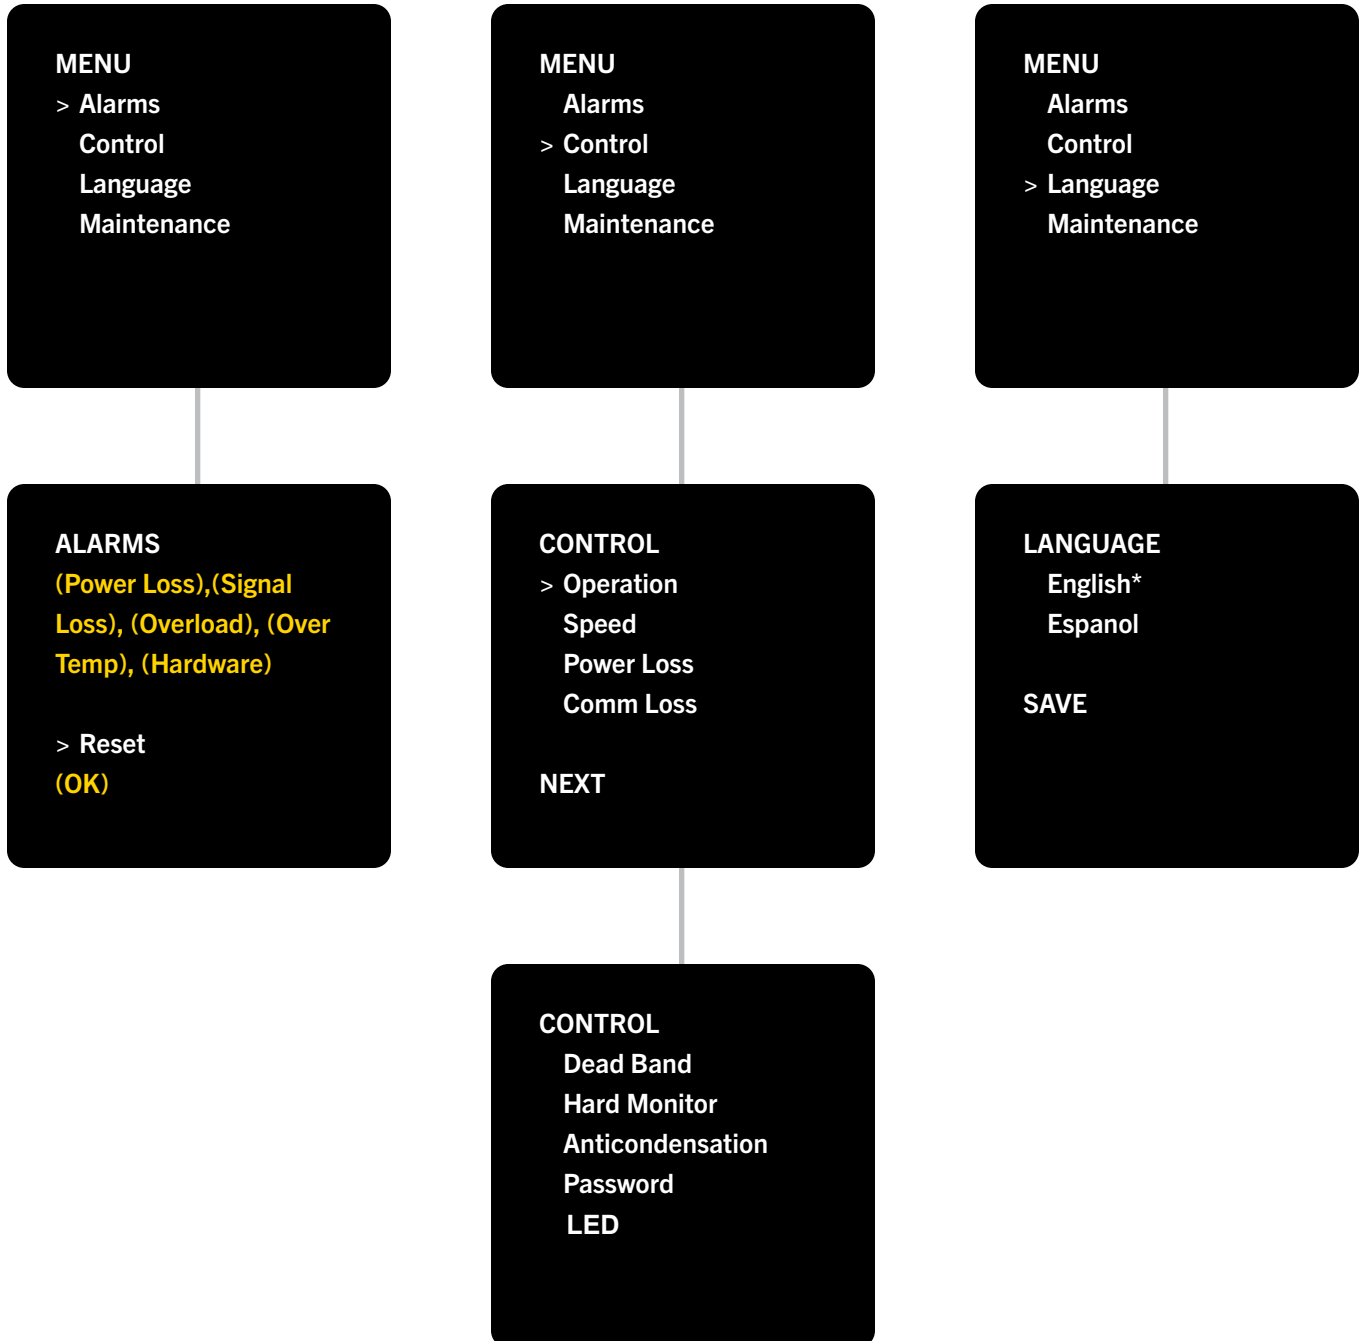 MENU
> Alarms
Control
Language
Maintenance
MENU
Alarms
> Control
Language
Maintenance
MENU
Alarms
Control
> Language
Maintenance
ALARMS
(Power Loss),(Signal
Loss), (Overload), (Over
Temp), (Hardware)
> Reset
(OK)
CONTROL
> Operation
Speed
Power Loss
Comm Loss
NEXT
LANGUAGE
English*
Espanol
SAVE
CONTROL
Dead Band
Hard Monitor
Anticondensation
Password
LED